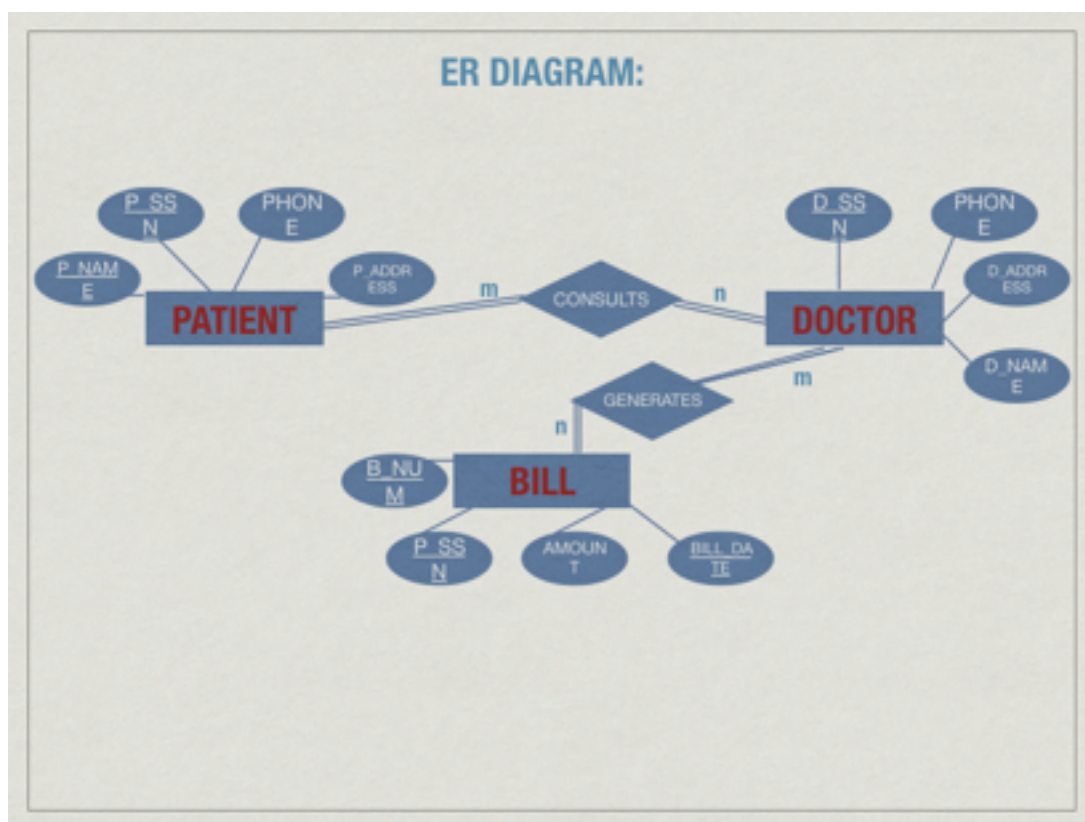 ER DIAGRAM:
P_SS
N
PHON
E
P_NAM
E
P_ADDR
ESS
PATIENT
m
CONSULTS
n
D_SS
N
PHON
E
D_ADDR
ESS
DOCTOR
D_NAM
E
m
GENERATES
n
B_NU
M
BILL
P_SS
N
AMOUN
T
BILL_DA
TE